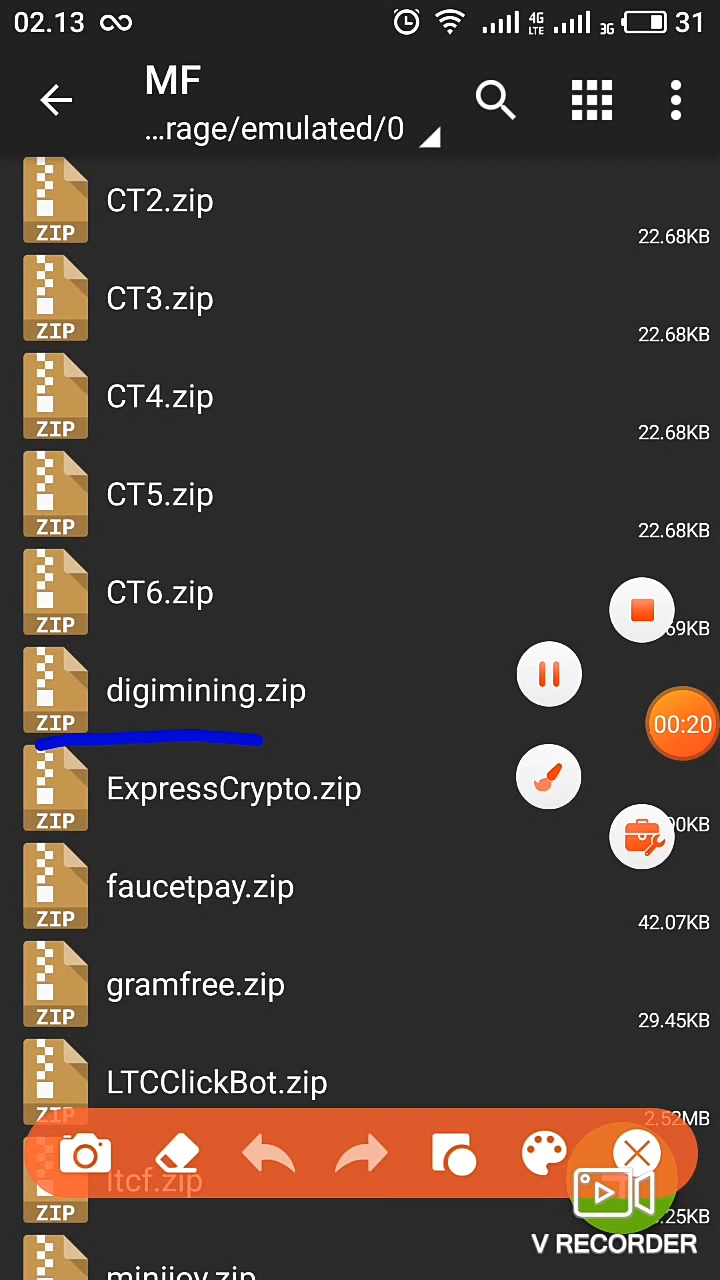 02.13
4G
LTE
3G
31
MF
...rage/emulated/0
ZIP
CT2.zip
22.68KB
ZIP
CT3.zip
22.68KB
ZIP
CT4.zip
22.68KB
ZIP
CT5.zip
22.68KB
ZIP
CT6.zip
69KB
ZIP
digimining.zip
00:20
ZIP
ExpressCrypto.zip
00KB
ZIP
faucetpay.zip
42.07KB
ZIP
gramfree.zip
29.45KB
ZIP
LTCClickBot.zip
2.52MB
ZIP
ltcf.zip
.25KB
V RECORDER